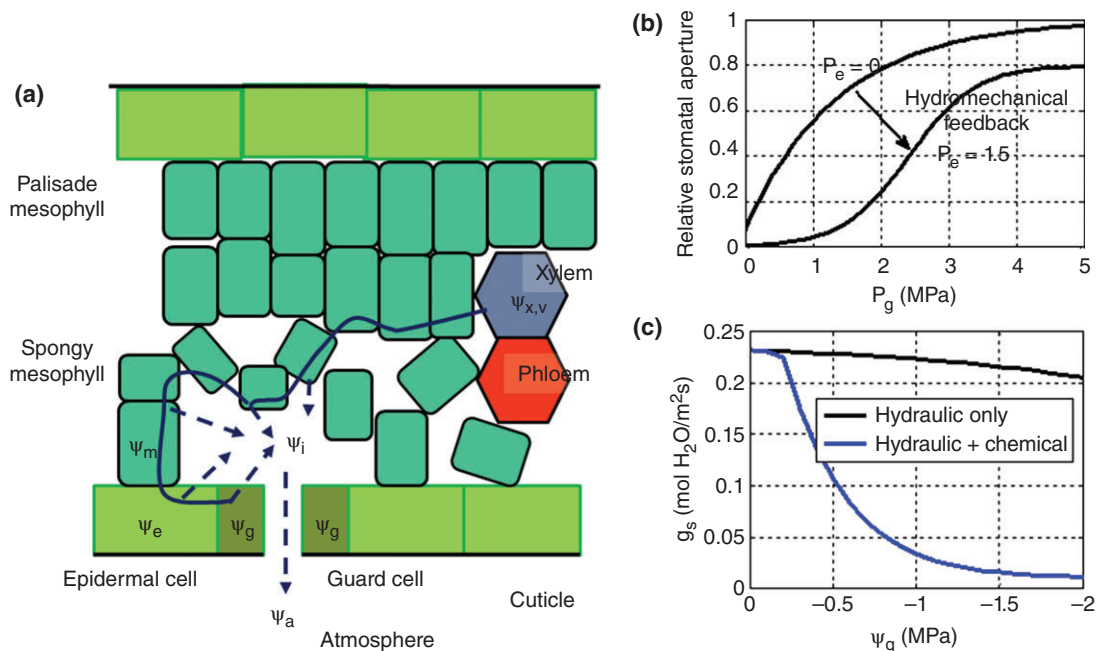 (a)
Palisade
mesophyll
Spongy
mesophyll
Xylem
ψx,v
Phloem
ψm
ψi
ψe
ψg
ψg
Epidermal cell
Guard cell
Cuticle
ψa
Atmosphere
(b)
Relative stomatal aperture
1
0.8
0.6
0.4
0.2
0
Pe = 0
Hydromechanical
feedback
Pe = 1.5
0 1 2 3 4 5
Pg (MPa)
(c)
gs (mol H2O/m2s)
0.25
0.2
0.15
0.1
0.05
0
Hydraulic only
Hydraulic + chemical
0 −0.5 −1 −1.5 −2
ψg (MPa)